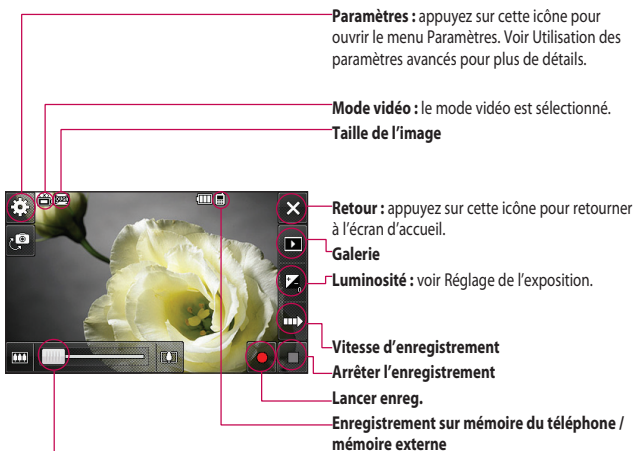 Paramètres : appuyez sur cette icône pour
ouvrir le menu Paramètres. Voir Utilisation des
paramètres avancés pour plus de détails.
Mode vidéo : le mode vidéo est sélectionné.
Taille de l'image
Retour : appuyez sur cette icône pour retourner
à l'écran d'accueil.
Galerie
Luminosité : voir Réglage de l'exposition.
Vitesse d'enregistrement
Arrêter l'enregistrement
Lancer enreg.
Enregistrement sur mémoire du téléphone /
mémoire externe